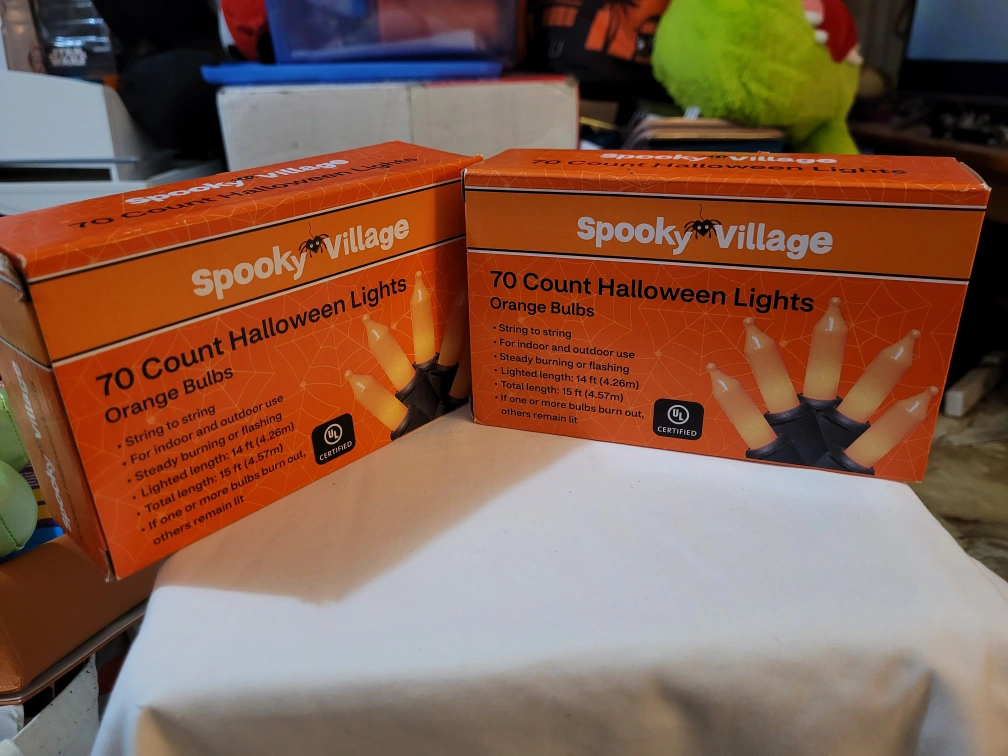 STAR
WARS
Spooky Village
70 Count Halloween Lights
Spooky Village
70 Count Halloween Lights
Orange Bulbs
• String to string
• For indoor and outdoor use
• Steady burning or flashing
• Lighted length: 14 ft (4.26m)
• Total length: 15 ft (4.57m)
• If one or more bulbs burn out,
others remain lit
UL
CERTIFIED
Spooky Village
Spooky Village
70 Count Halloween Lights
Spooky Village
70 Count Halloween Lights
Orange Bulbs
• String to string
• For indoor and outdoor use
• Steady burning or flashing
• Lighted length: 14 ft (4.26m)
• Total length: 15 ft (4.57m)
• If one or more bulbs burn out,
others remain lit
UL
CERTIFIED